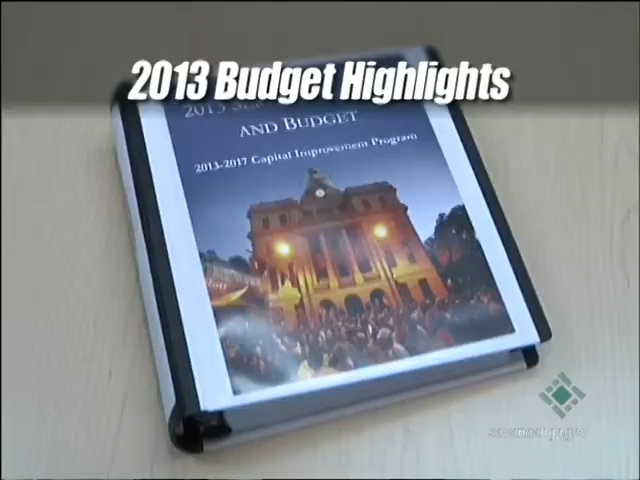 2013 Budget Highlights
AND BUDGET
2013-2017 Capital Improvement Program